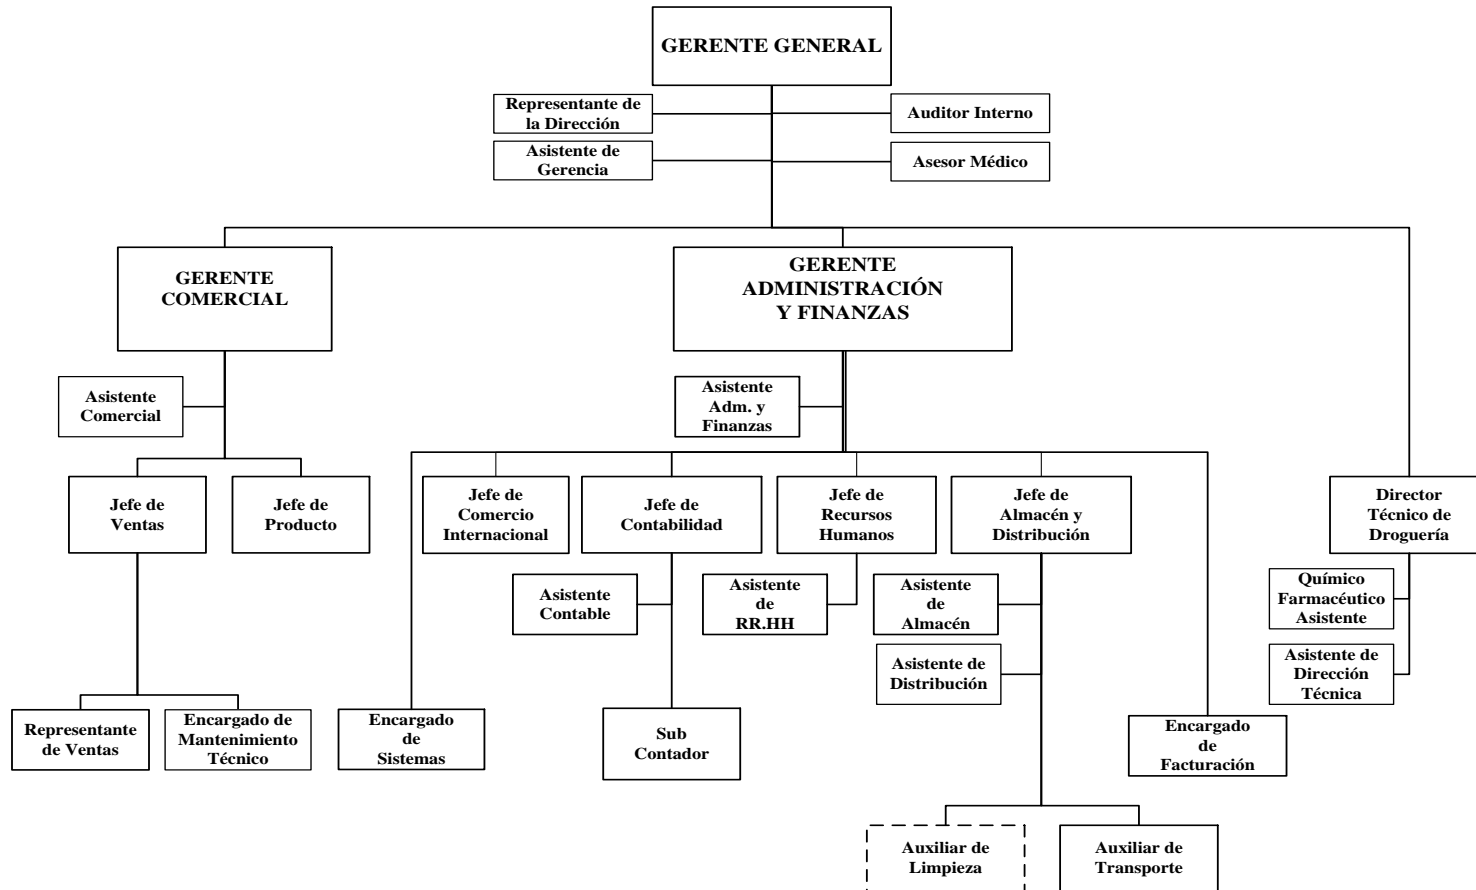 GERENTE GENERAL
Representante de
la Dirección
Auditor Interno
Asistente de
Gerencia
Asesor Médico
GERENTE
COMERCIAL
GERENTE
ADMINISTRACIÓN
Y FINANZAS
Asistente
Comercial
Asistente
Adm. y
Finanzas
Jefe de
Ventas
Jefe de
Producto
Jefe de
Comercio
Internacional
Jefe de
Contabilidad
Jefe de
Recursos
Humanos
Jefe de
Almacén y
Distribución
Director
Técnico de
Droguería
Asistente
Contable
Asistente
de
RR.HH
Asistente
de
Almacén
Químico
Farmacéutico
Asistente
Asistente de
Distribución
Asistente de
Dirección
Técnica
Representante
de Ventas
Encargado de
Mantenimiento
Técnico
Encargado
de
Sistemas
Sub
Contador
Encargado
de
Facturación
Auxiliar de
Limpieza
Auxiliar de
Transporte